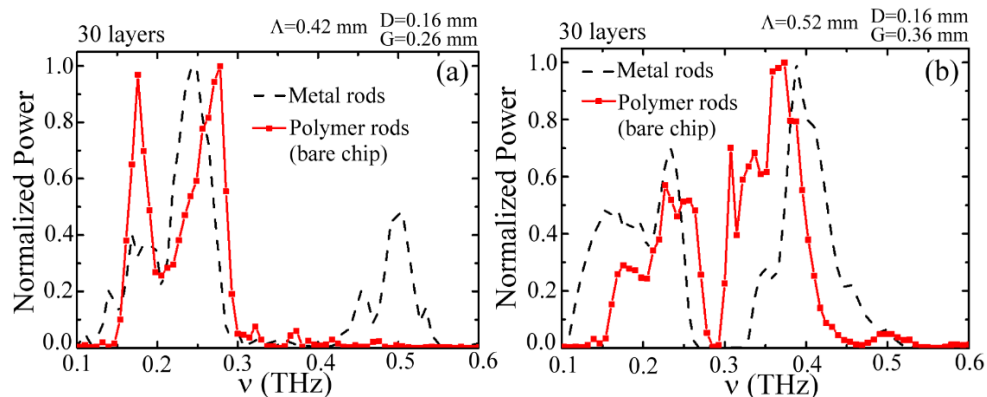 30 layers
Λ=0.42 mm
D=0.16 mm
G=0.26 mm
(a)
Metal rods
Polymer rods
(bare chip)
Normalized Power
1.0
0.8
0.6
0.4
0.2
0.0
0.1 0.2 0.3 0.4 0.5 0.6
ν (THz)
30 layers
Λ=0.52 mm
D=0.16 mm
G=0.36 mm
(b)
Metal rods
Polymer rods
(bare chip)
Normalized Power
1.0
0.8
0.6
0.4
0.2
0.0
0.1 0.2 0.3 0.4 0.5 0.6
ν (THz)